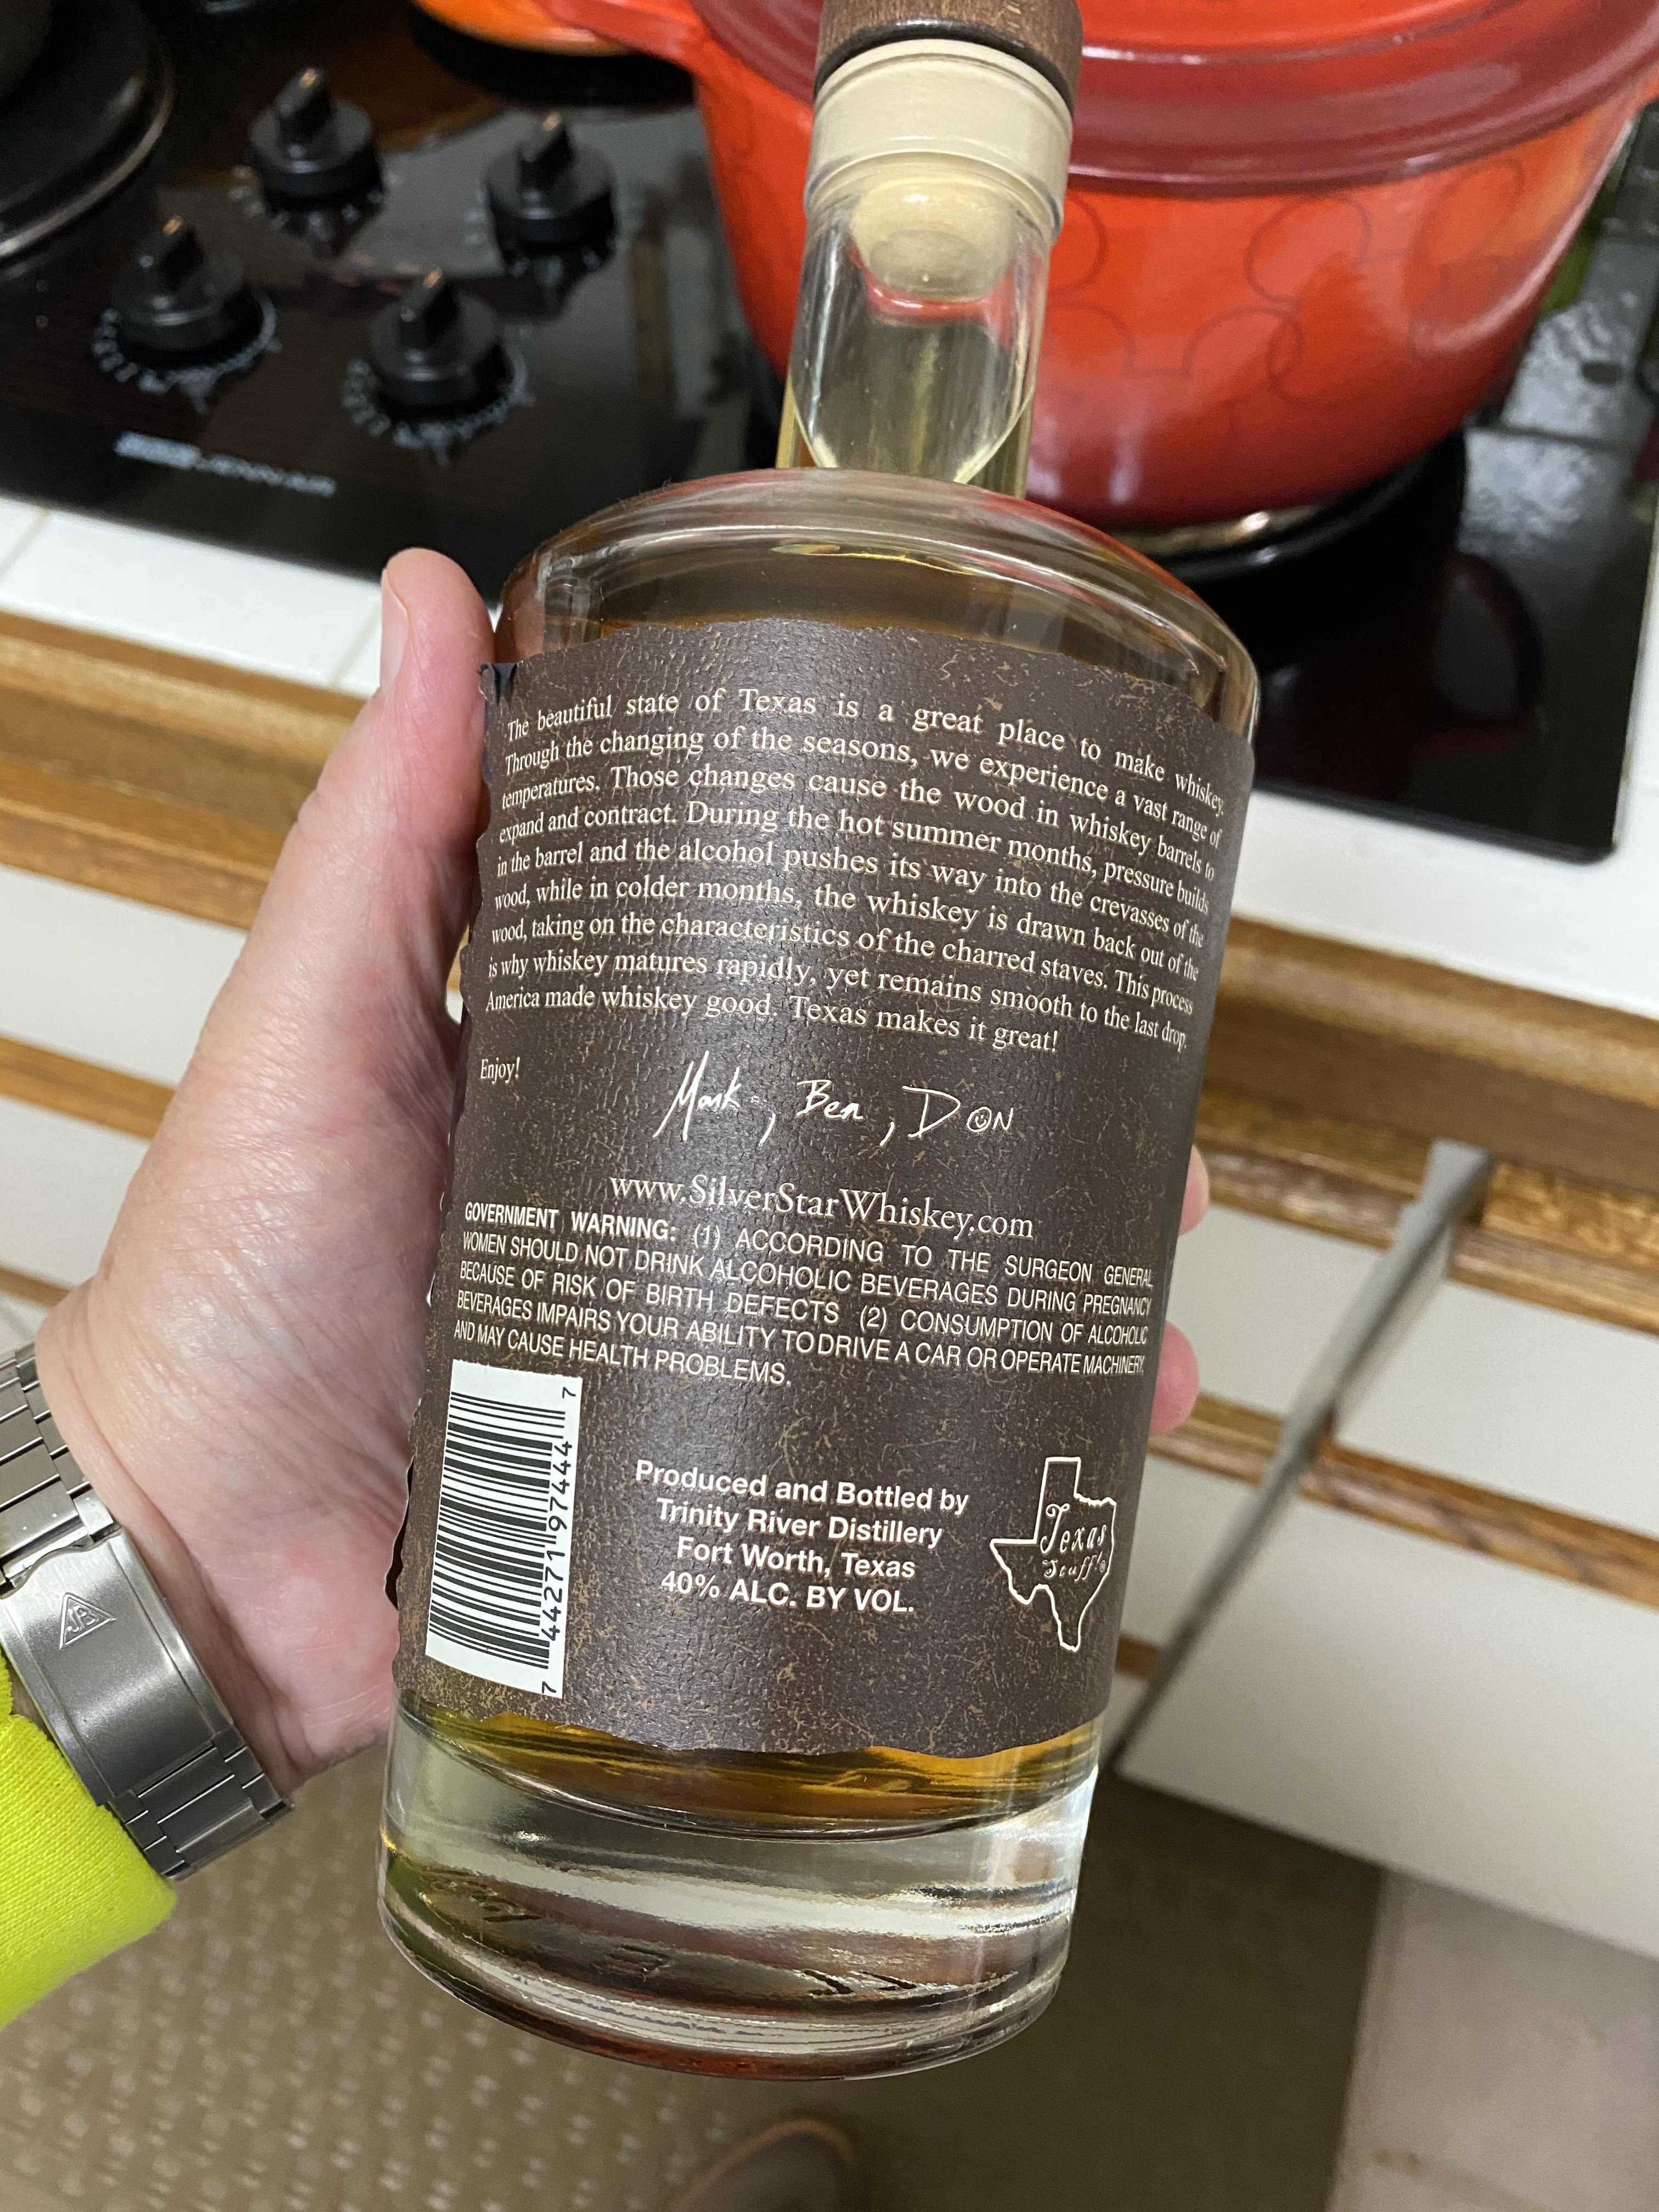 JENN-AIR
The beautiful state of Texas is a great place to make whiskey.
Through the changing of the seasons, we experience a vast range of
temperatures. Those changes cause the wood in whiskey barrels to
expand and contract. During the hot summer months, pressure builds
in the barrel and the alcohol pushes its way into the crevasses of the
wood, while in colder months, the whiskey is drawn back out of the
wood, taking on the characteristics of the charred staves. This process
is why whiskey matures rapidly, yet remains smooth to the last drop.
America made whiskey good. Texas makes it great!
Enjoy!
Mark, Ben, DON
www.SilverStarWhiskey.com
GOVERNMENT WARNING: (1) ACCORDING TO THE SURGEON GENERAL
WOMEN SHOULD NOT DRINK ALCOHOLIC BEVERAGES DURING PREGNANCY
BECAUSE OF RISK OF BIRTH DEFECTS (2) CONSUMPTION OF ALCOHOLIC
BEVERAGES IMPAIRS YOUR ABILITY TO DRIVE A CAR OR OPERATE MACHINERY,
AND MAY CAUSE HEALTH PROBLEMS.
7 44271 97444 7
Produced and Bottled by
Trinity River Distillery
Fort Worth, Texas
40% ALC. BY VOL.
Texas
Stuff!®